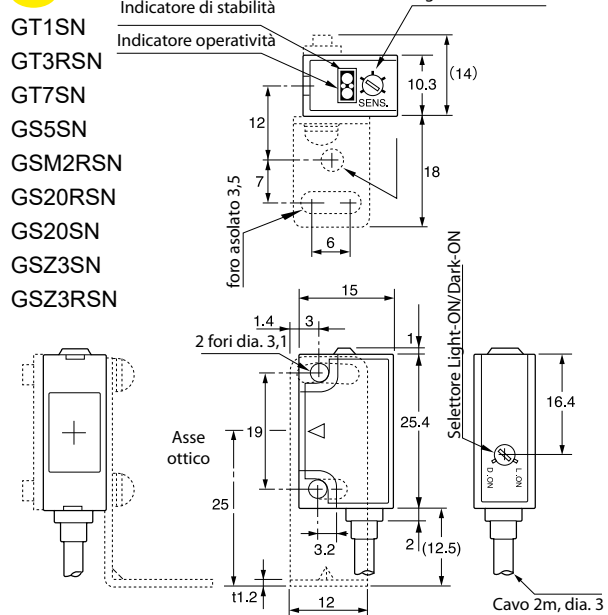 Indicatore di stabilità
Indicatore operatività
GT1SN
GT3RSN
GT7SN
GS5SN
GSM2RSN
GS20RSN
GS20SN
GSZ3SN
GSZ3RSN
SENS.
10.3
(14)
12
7
18
foro asolato 3,5
6
15
1.4
3
1
2 fori dia. 3,1
Selettore Light-ON/Dark-ON
16.4
Asse
ottico
19
25.4
25
D.ON
L.ON
3.2
2
(12.5)
t1.2
12
Cavo 2m, dia. 3